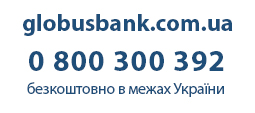 globusbank.com.ua
0 800 300 392
безкоштовно в межах України